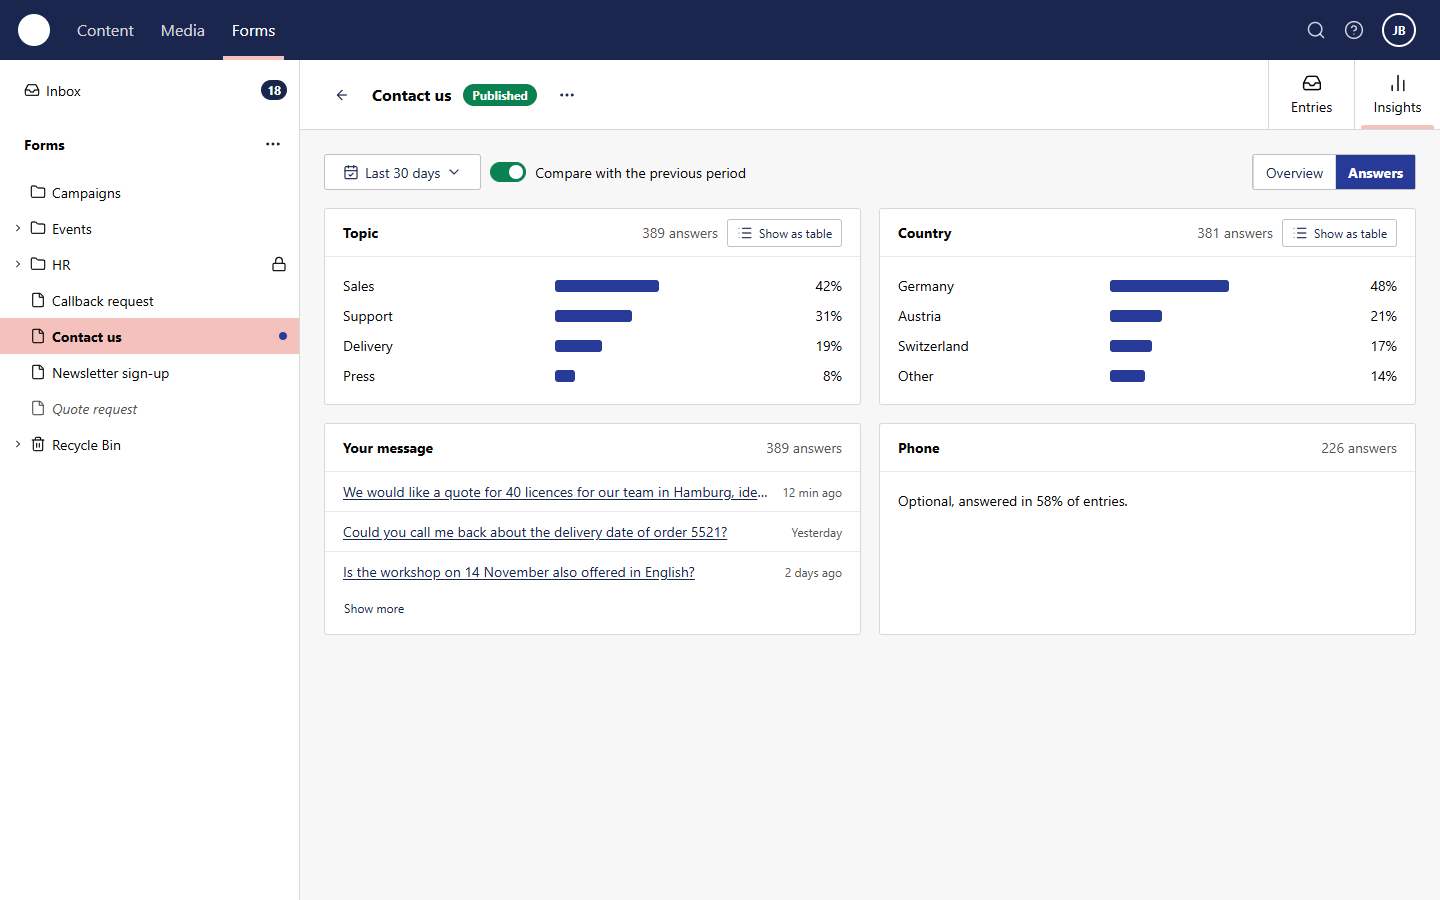 Content Media Forms JB
Inbox 18
Forms
Campaigns
Events
HR
Callback request
Contact us
Newsletter sign-up
Quote request
Recycle Bin
Contact us Published
Entries
Insights
Last 30 days Compare with the previous period
Overview Answers
Topic 389 answers Show as table
Sales 42%
Support 31%
Delivery 19%
Press 8%
Country 381 answers Show as table
Germany 48%
Austria 21%
Switzerland 17%
Other 14%
Your message 389 answers
We would like a quote for 40 licences for our team in Hamburg, ide... 12 min ago
Could you call me back about the delivery date of order 5521? Yesterday
Is the workshop on 14 November also offered in English? 2 days ago
Show more
Phone 226 answers
Optional, answered in 58% of entries.